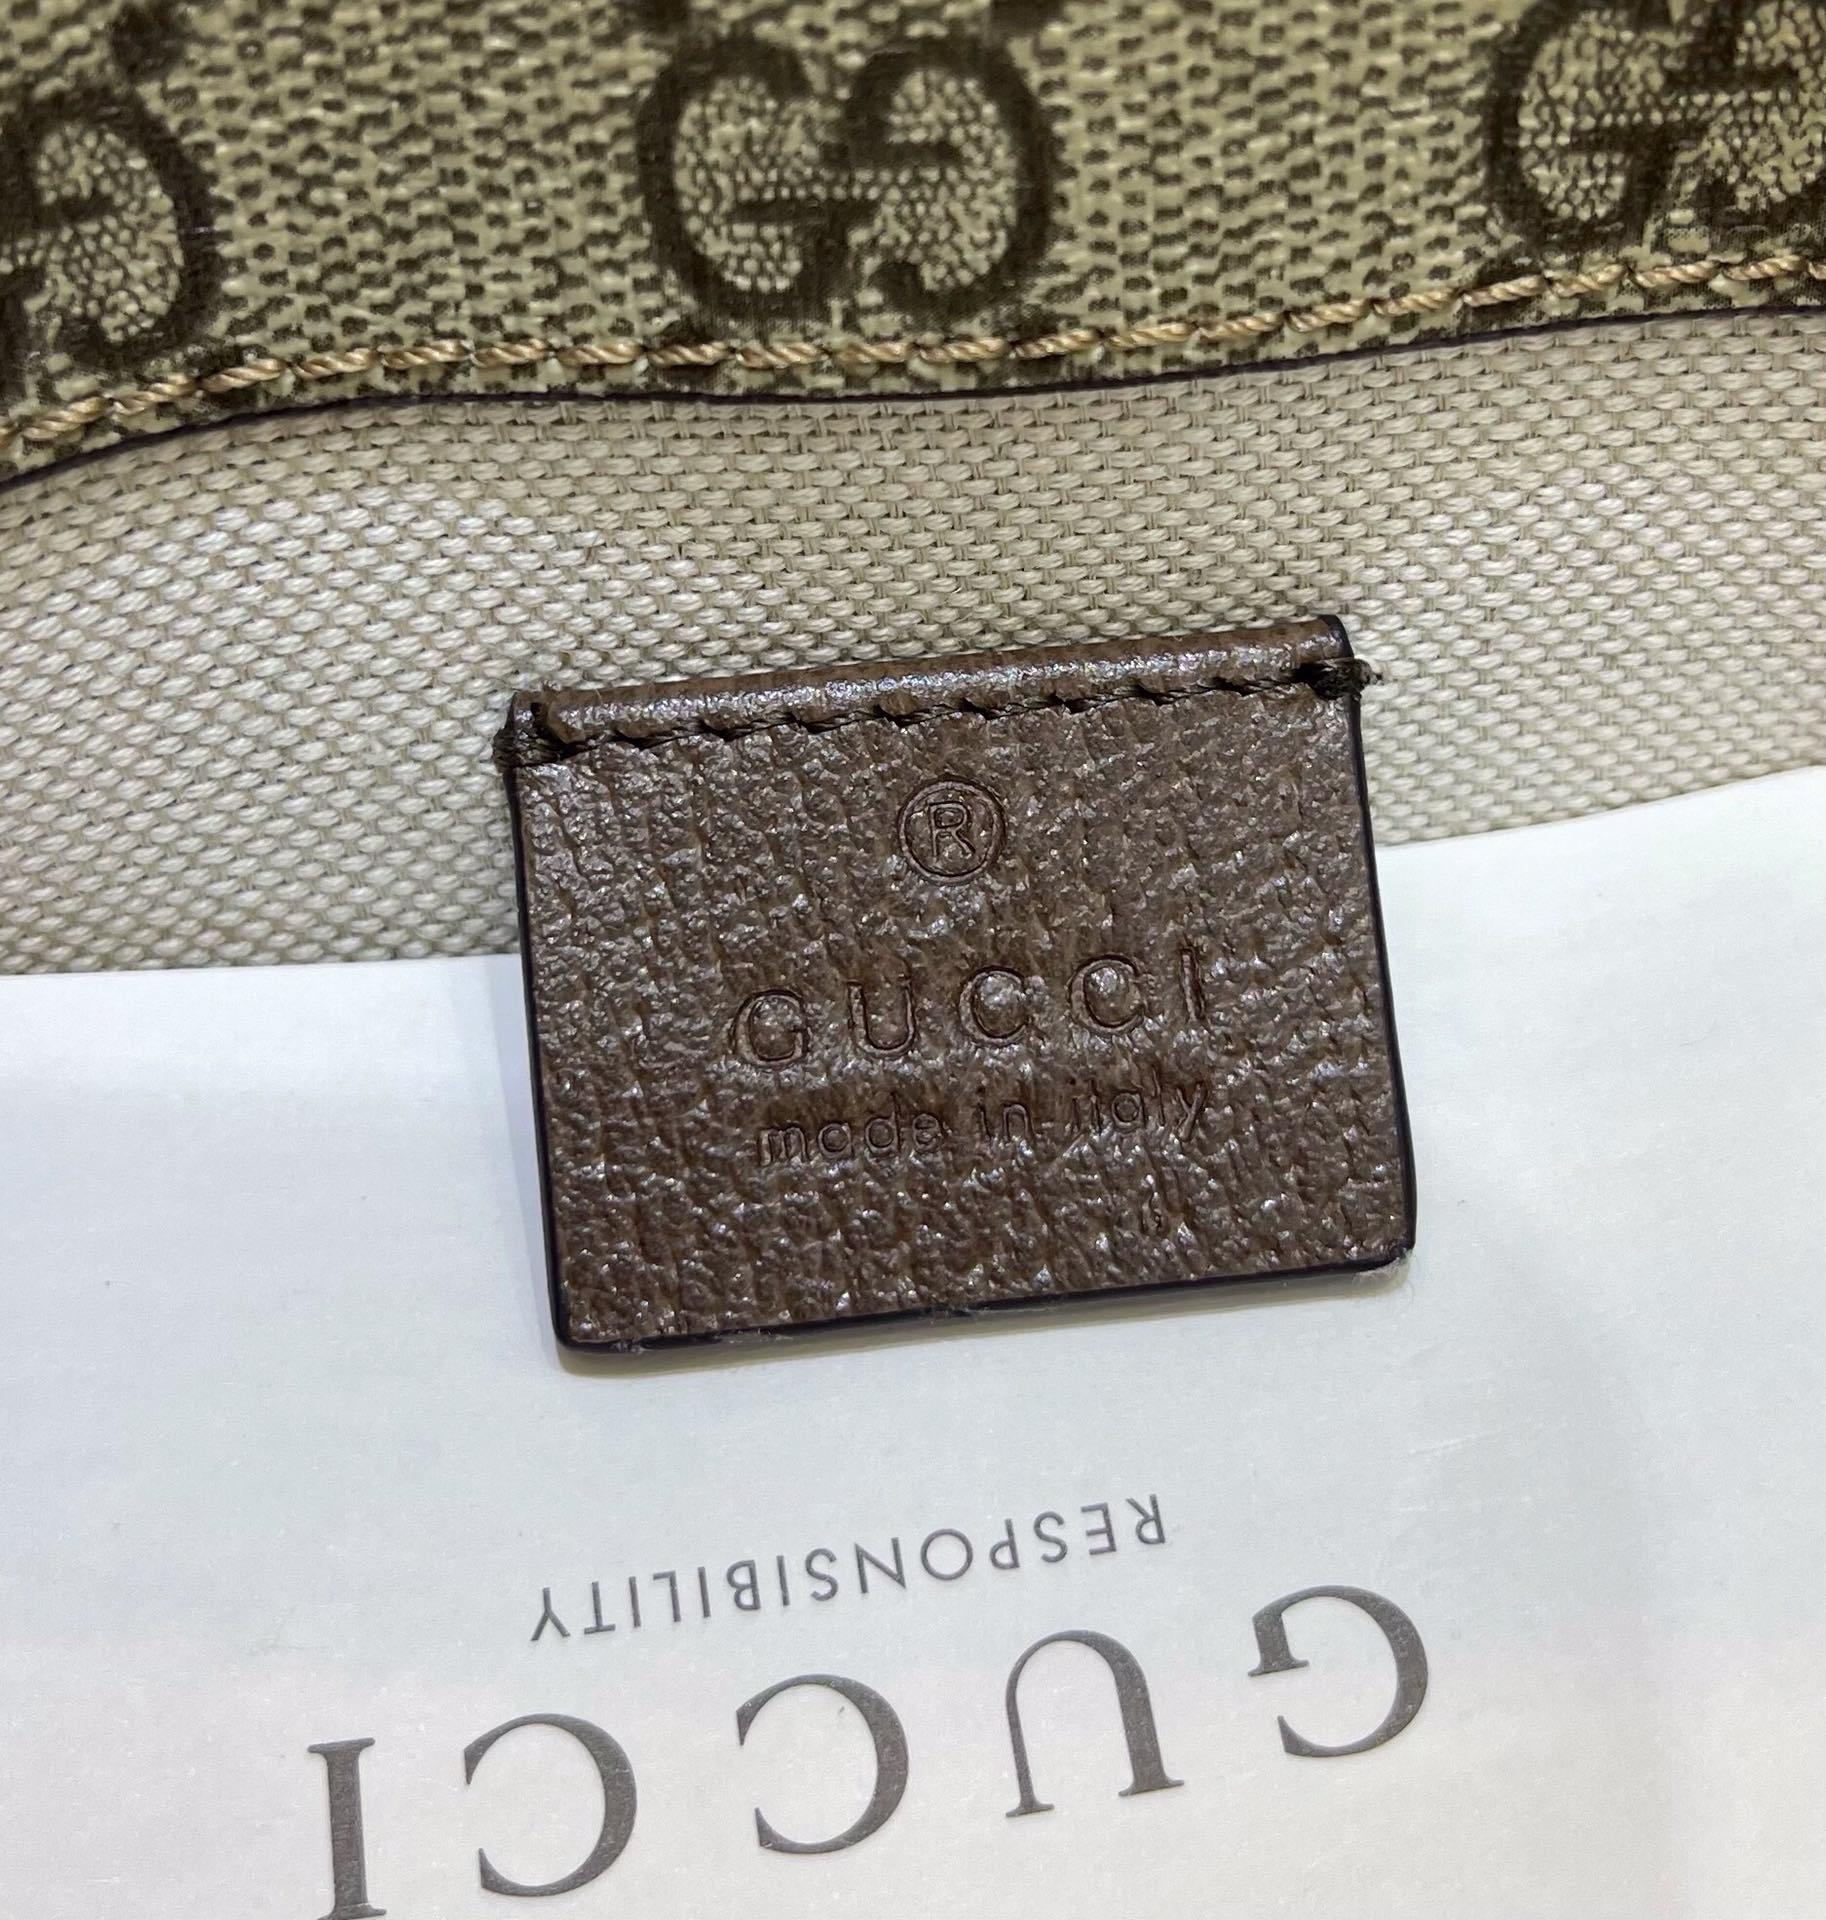 ®
GUCCI
made in italy
RESPONSIBILITY
GUCCI